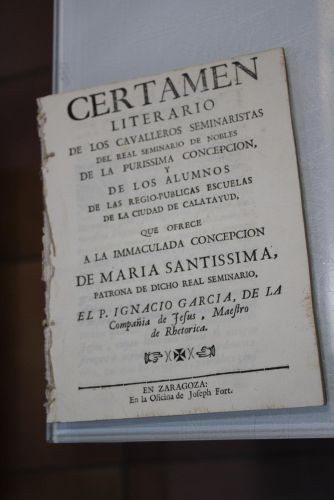 CERTAMEN
LITERARIO
DE LOS CAVALLEROS SEMINARISTAS
DEL REAL SEMINARIO DE NOBLES
DE LA PURISSIMA CONCEPCION,
Y
DE LOS ALUMNOS
DE LAS REGIO-PUBLICAS ESCUELAS
DE LA CIUDAD DE CALATAYUD,
QUE OFRECE
A LA IMMACULADA CONCEPCION
DE MARIA SANTISSIMA,
PATRONA DE DICHO REAL SEMINARIO,
EL P. IGNACIO GARCIA, DE LA
Compañia de Jesus, Maestro
de Rhetorica.
EN ZARAGOZA:
En la Oficina de Joseph Fort.